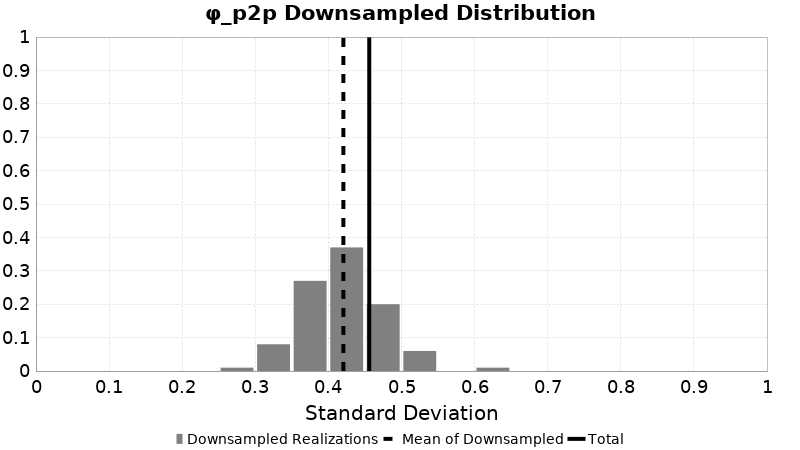 φ_p2p Downsampled Distribution
1
0.9
0.8
0.7
0.6
0.5
0.4
0.3
0.2
0.1
0
0 0.1 0.2 0.3 0.4 0.5 0.6 0.7 0.8 0.9 1
Standard Deviation
Downsampled Realizations Mean of Downsampled Total